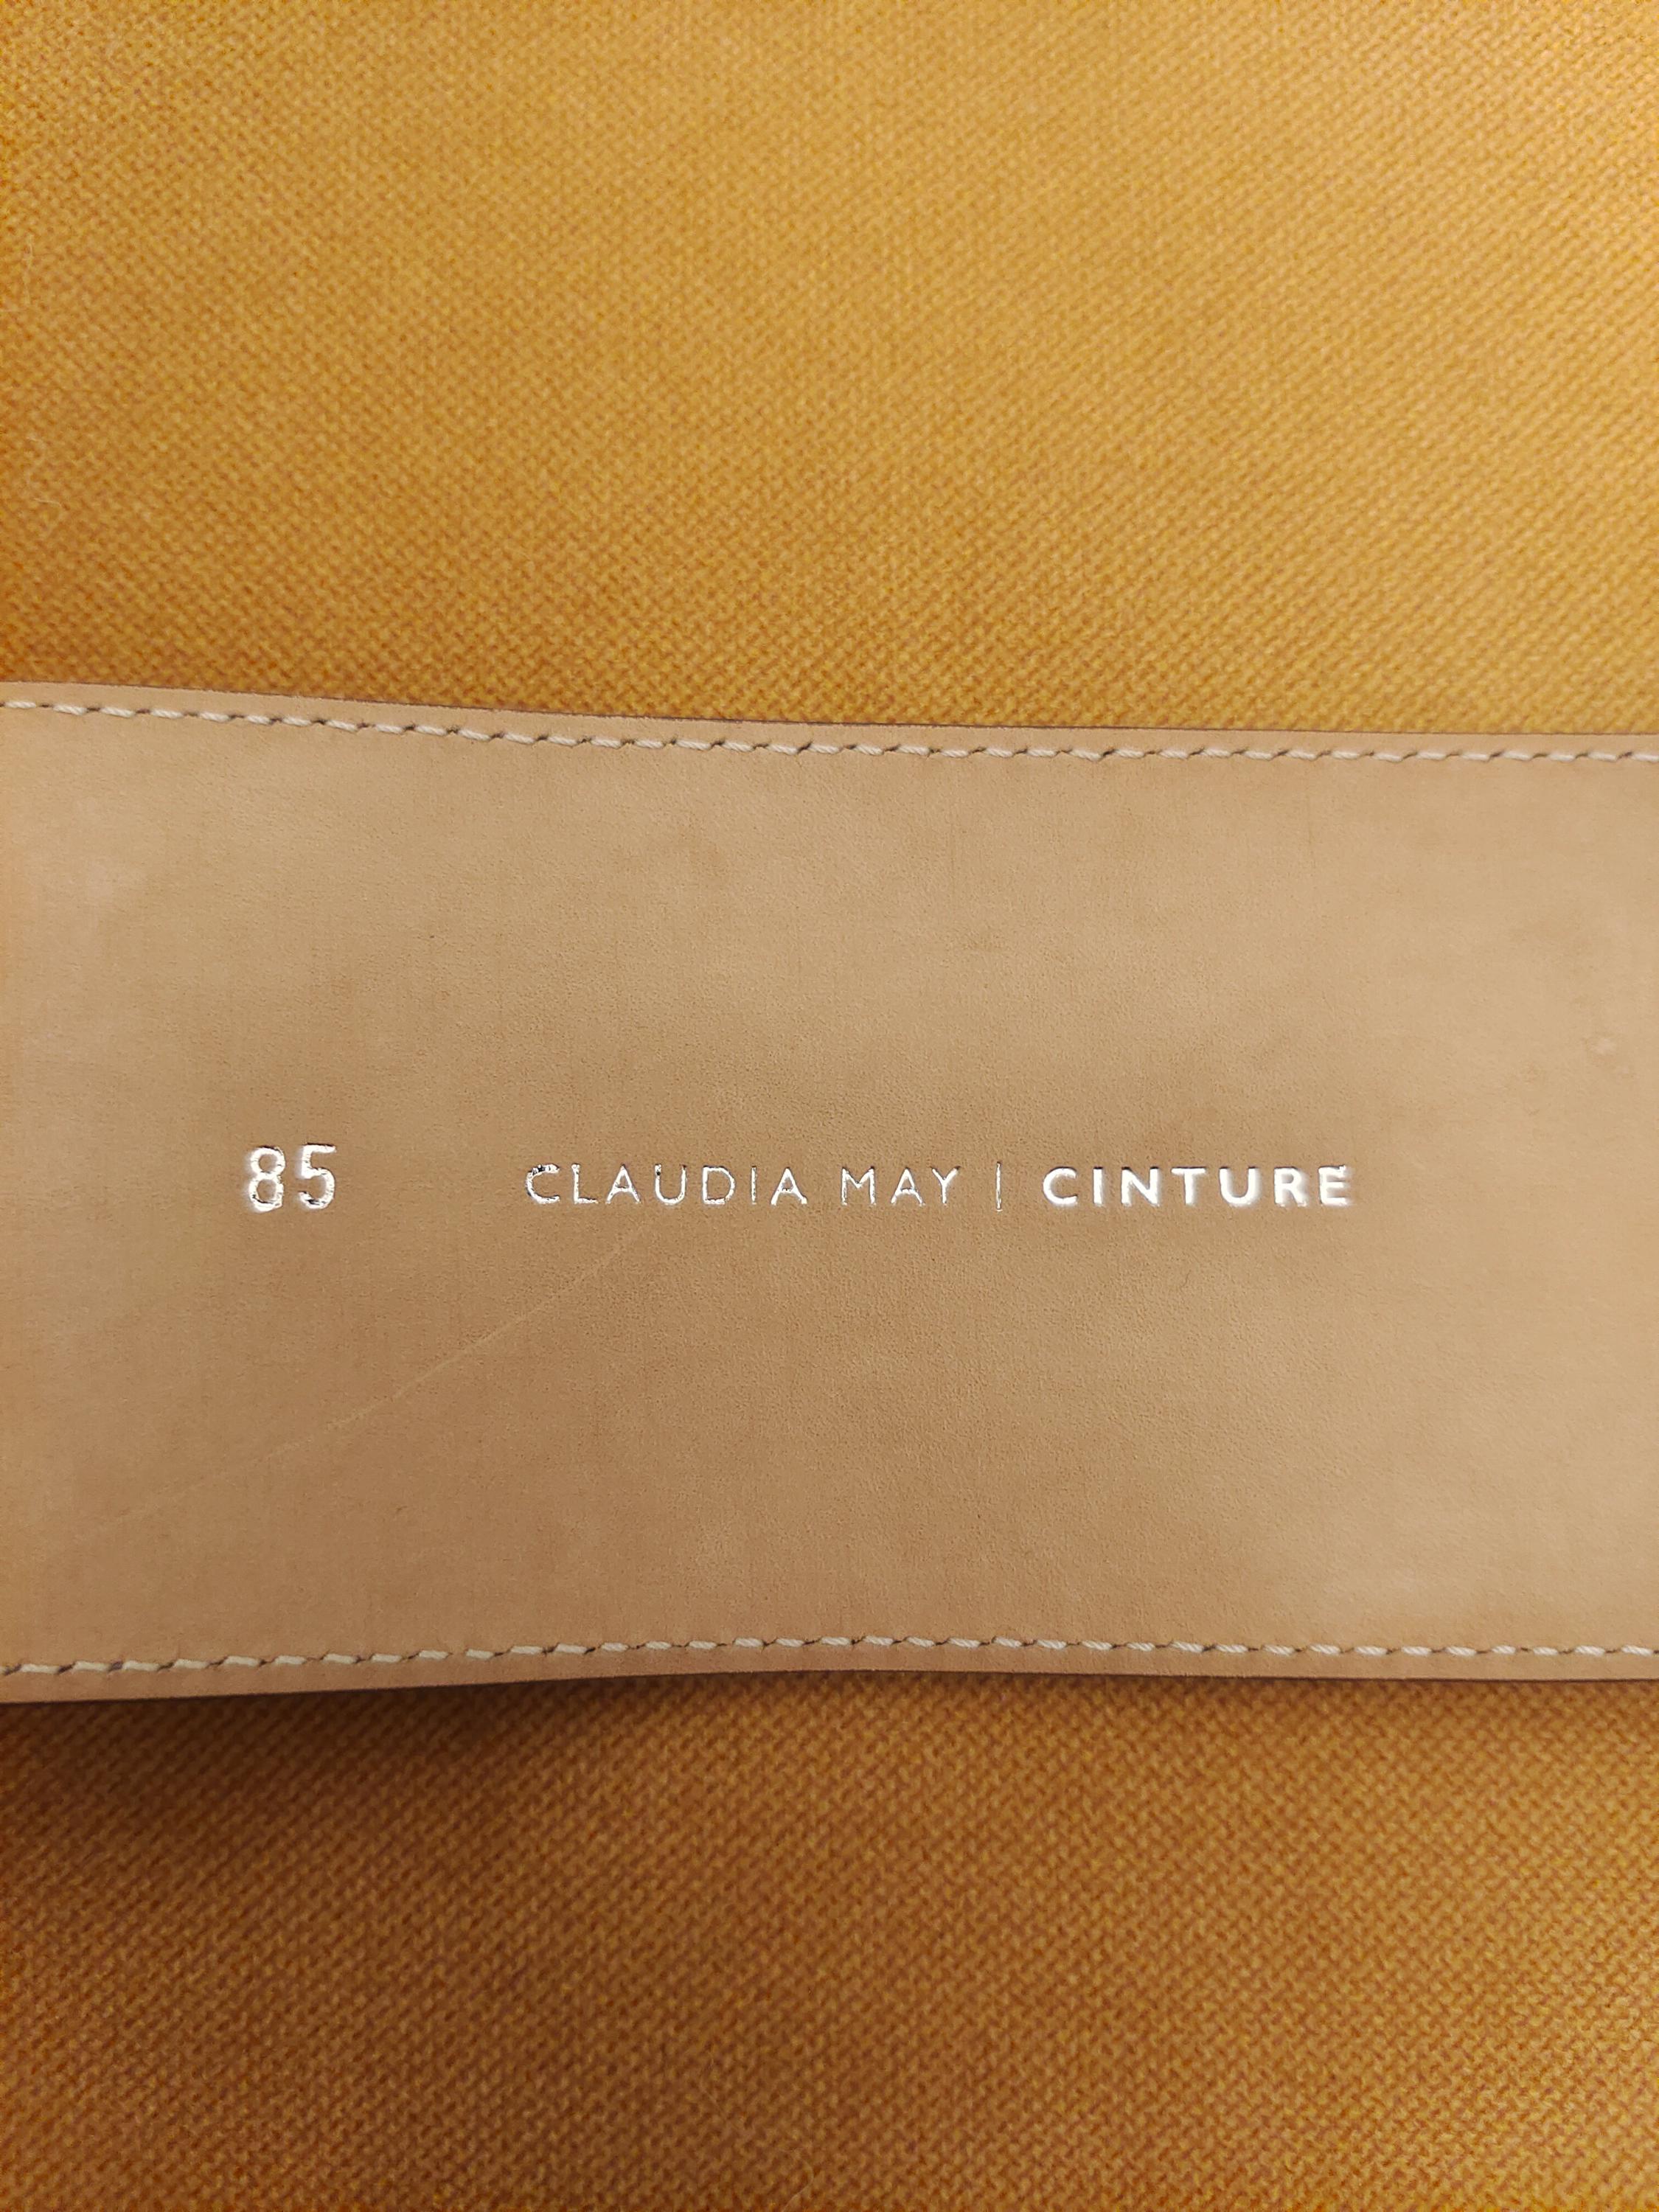 85 CLAUDIA MAY | CINTURE